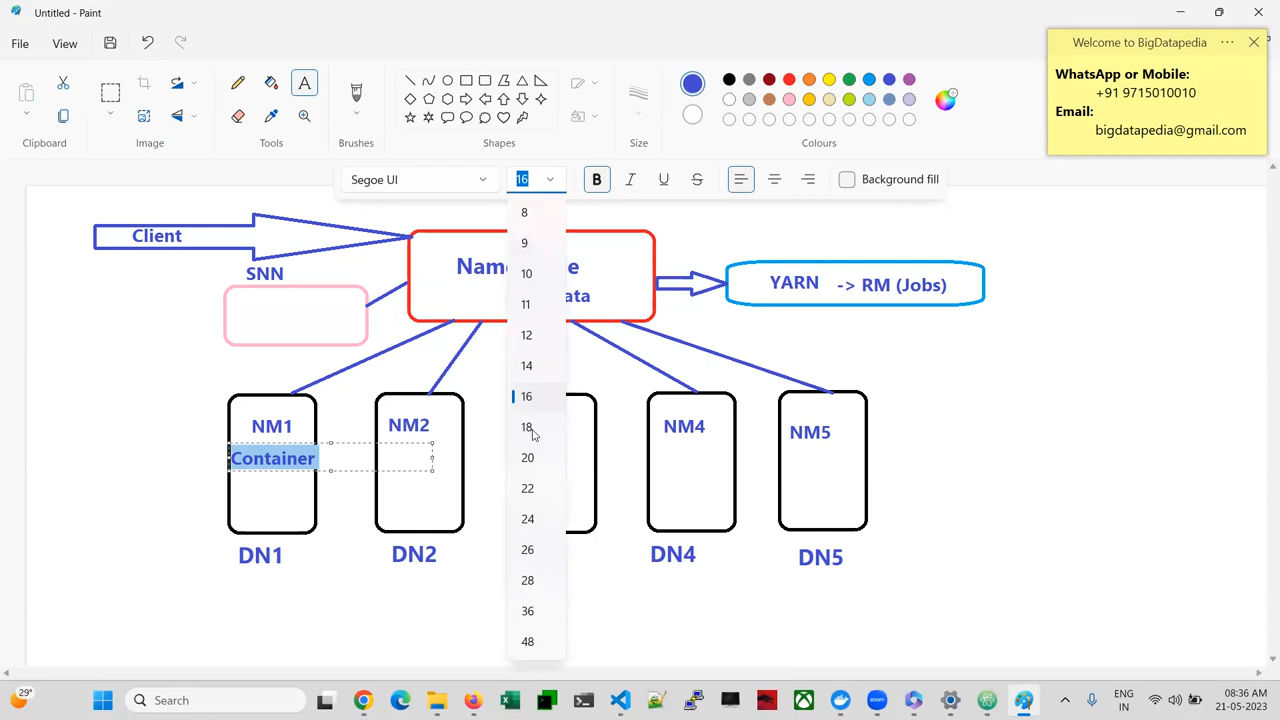 Untitled - Paint
File
View
Welcome to BigDatapedia
WhatsApp or Mobile:
+91 9715010010
Email:
bigdatapedia@gmail.com
Clipboard
Image
Tools
Brushes
Shapes
Size
Colours
Segoe UI
16
B
I
U
S
Background fill
8
9
10
11
12
14
16
18
20
22
24
26
28
36
48
Client
SNN
YARN -> RM (Jobs)
NM1
NM2
NM4
NM5
Container
DN1
DN2
DN4
DN5
29°
Search
ENG
IN
08:36 AM
21-05-2023